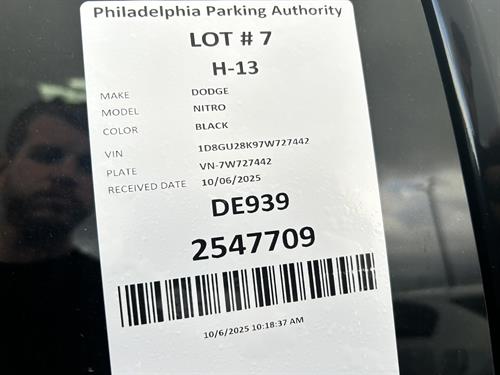 Philadelphia Parking Authority
LOT # 7
H-13
MAKE DODGE
MODEL NITRO
COLOR BLACK
VIN 1D8GU28K97W727442
PLATE VN-7W727442
RECEIVED DATE 10/06/2025
DE939
2547709
10/6/2025 10:18:37 AM